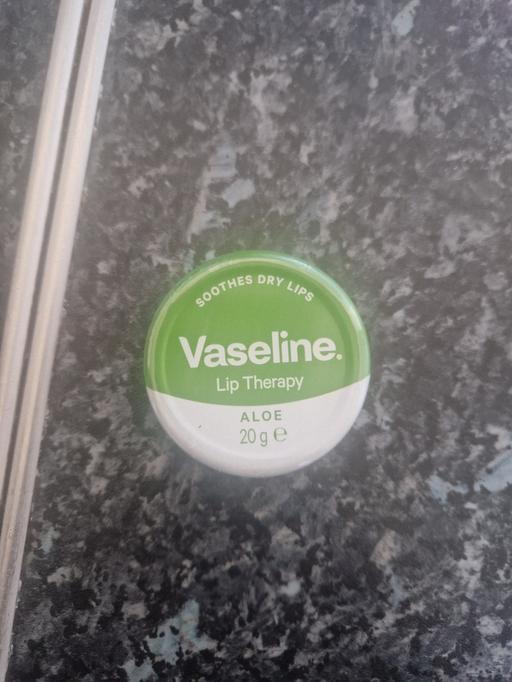 SOOTHES DRY LIPS
Vaseline.
Lip Therapy
ALOE
20 g ℮